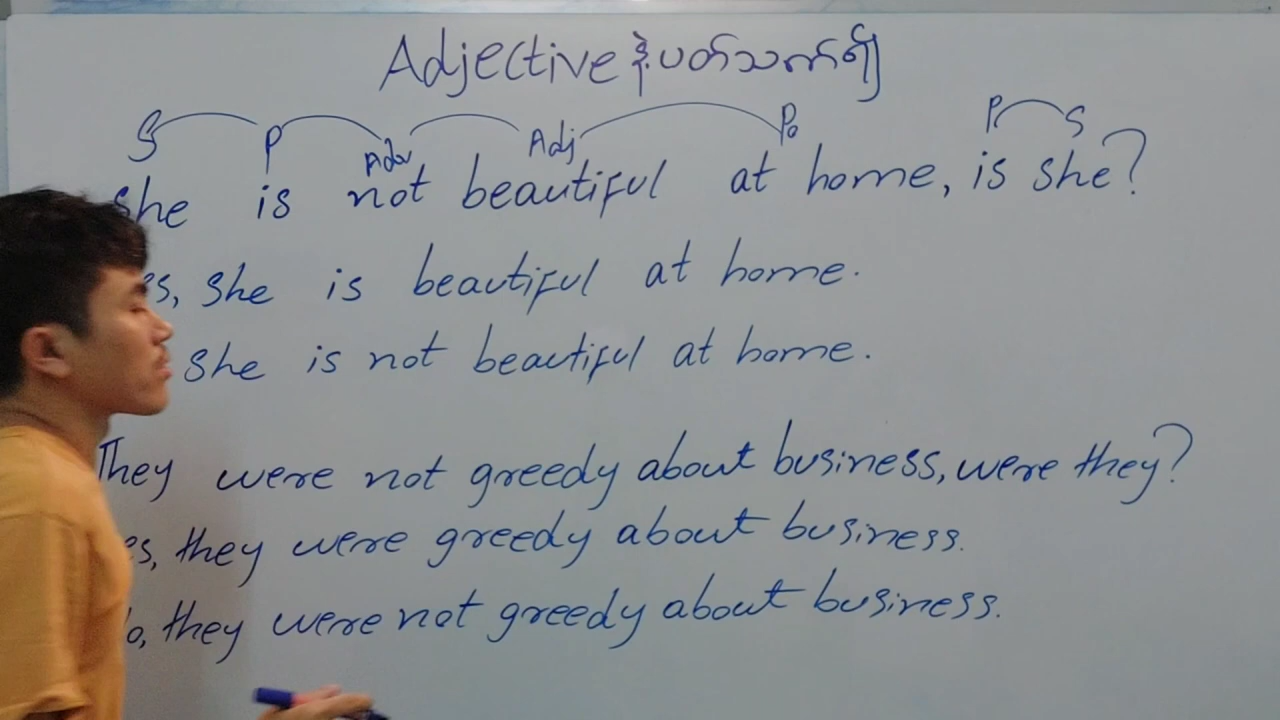 Adjective နဲ့ပတ်သက်၍
S P Adv Adj Po P S
She is not beautiful at home, is she?
es, She is beautiful at home.
She is not beautiful at home.
They were not greedy about business, were they?
es, they were greedy about business.
o, they were not greedy about business.